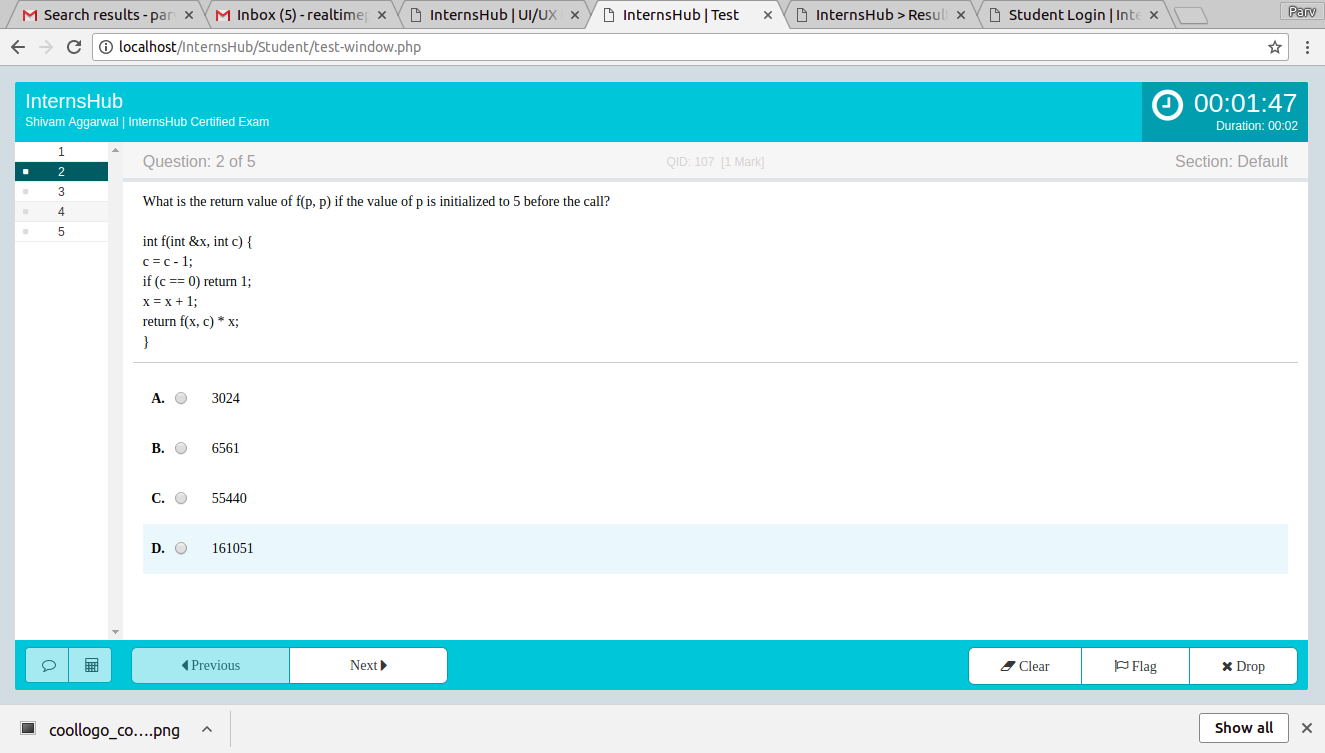 Search results - par
Inbox (5) - realtimep
InternsHub | UI/UX
InternsHub | Test
InternsHub > Resul
Student Login | Inte
Parv
localhost/InternsHub/Student/test-window.php
InternsHub
Shivam Aggarwal | InternsHub Certified Exam
00:01:47
Duration: 00:02
1
2
3
4
5
Question: 2 of 5
QID: 107 [1 Mark]
Section: Default
What is the return value of f(p, p) if the value of p is initialized to 5 before the call?
int f(int &x, int c) {
c = c - 1;
if (c == 0) return 1;
x = x + 1;
return f(x, c) * x;
}
A. 3024
B. 6561
C. 55440
D. 161051
Previous
Next
Clear
Flag
Drop
coollogo_co....png
Show all